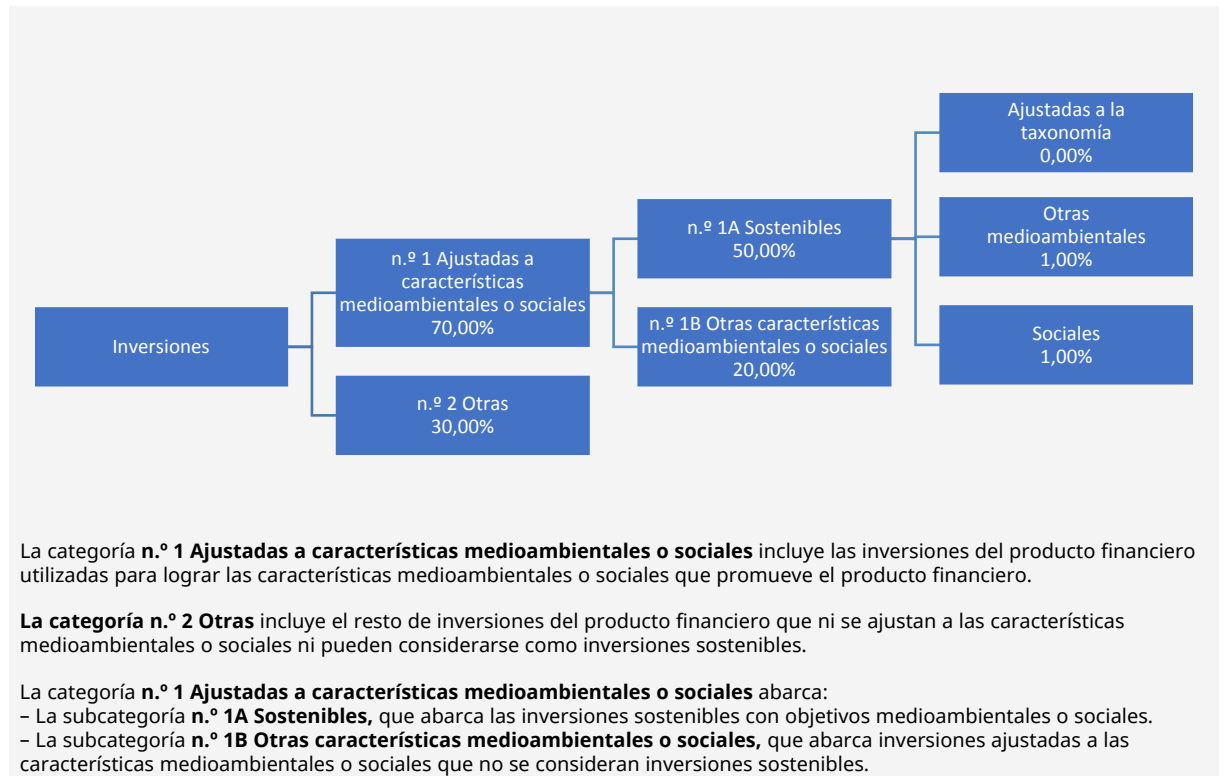 Inversiones
n.º 1 Ajustadas a
características
medioambientales o sociales
70,00%
n.º 2 Otras
30,00%
n.º 1A Sostenibles
50,00%
n.º 1B Otras características
medioambientales o sociales
20,00%
Ajustadas a la
taxonomía
0,00%
Otras
medioambientales
1,00%
Sociales
1,00%
La categoría n.º 1 Ajustadas a características medioambientales o sociales incluye las inversiones del producto financiero
utilizadas para lograr las características medioambientales o sociales que promueve el producto financiero.
La categoría n.º 2 Otras incluye el resto de inversiones del producto financiero que ni se ajustan a las características
medioambientales o sociales ni pueden considerarse como inversiones sostenibles.
La categoría n.º 1 Ajustadas a características medioambientales o sociales abarca:
– La subcategoría n.º 1A Sostenibles, que abarca las inversiones sostenibles con objetivos medioambientales o sociales.
– La subcategoría n.º 1B Otras características medioambientales o sociales, que abarca inversiones ajustadas a las
características medioambientales o sociales que no se consideran inversiones sostenibles.